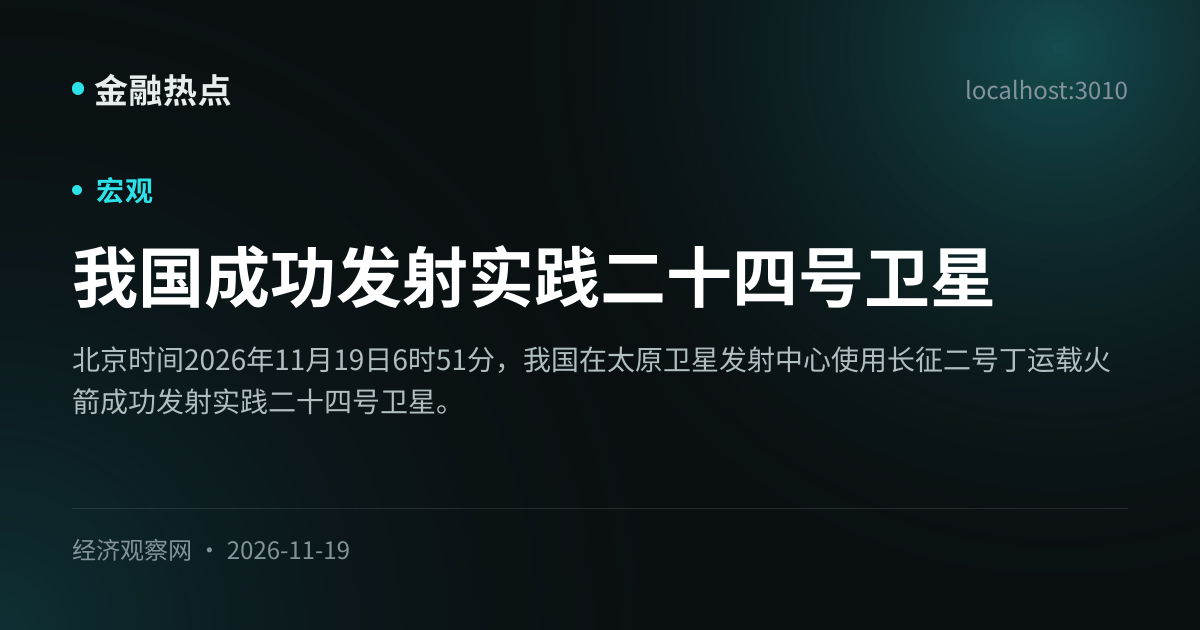 金融热点
localhost:3010
宏观
我国成功发射实践二十四号卫星
北京时间2026年11月19日6时51分，我国在太原卫星发射中心使用长征二号丁运载火
箭成功发射实践二十四号卫星。
经济观察网 • 2026-11-19